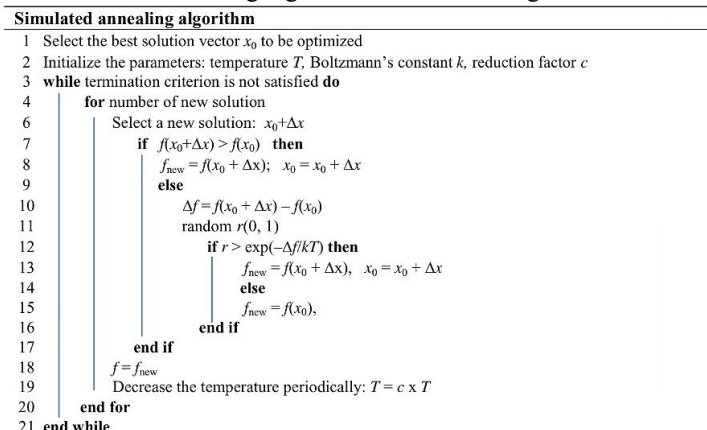 Simulated annealing algorithm
1 Select the best solution vector x₀ to be optimized
2 Initialize the parameters: temperature T, Boltzmann's constant k, reduction factor c
3 while termination criterion is not satisfied do
4 for number of new solution
6 Select a new solution: x₀+Δx
7 if f(x₀+Δx) > f(x₀) then
8 fnew = f(x₀ + Δx); x₀ = x₀ + Δx
9 else
10 Δf = f(x₀ + Δx) – f(x₀)
11 random r(0, 1)
12 if r > exp(–Δf/kT) then
13 fnew = f(x₀ + Δx), x₀ = x₀ + Δx
14 else
15 fnew = f(x₀),
16 end if
17 end if
18 f = fnew
19 Decrease the temperature periodically: T = c x T
20 end for
21 end while